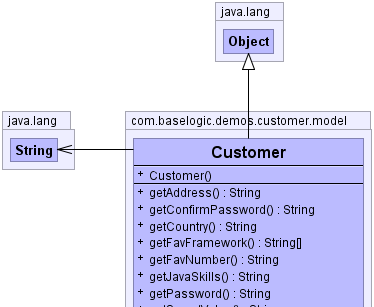 java.lang
Object
java.lang
String
com.baselogic.demos.customer.model
Customer
+ Customer()
+ getAddress() : String
+ getConfirmPassword() : String
+ getCountry() : String
+ getFavFramework() : String[]
+ getFavNumber() : String
+ getJavaSkills() : String
+ getPassword() : String